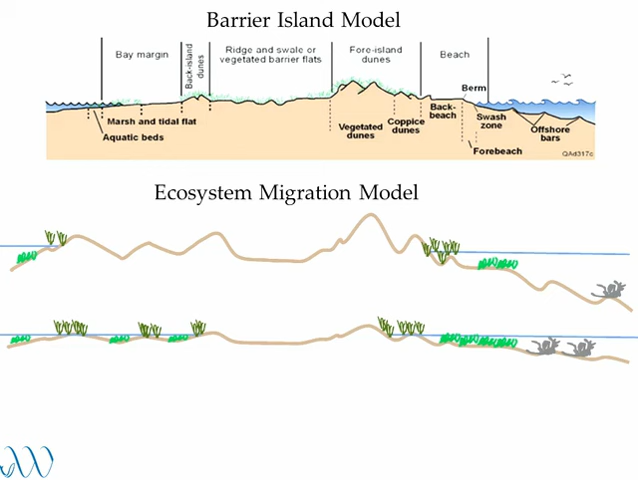 Barrier Island Model
Bay margin
Back-island
dunes
Ridge and swale or
vegetated barrier flats
Fore-island
dunes
Beach
Berm
Marsh and tidal flat
Aquatic beds
Vegetated
dunes
Coppice
dunes
Back-
beach
Swash
zone
Forebeach
Offshore
bars
QAd317c
Ecosystem Migration Model